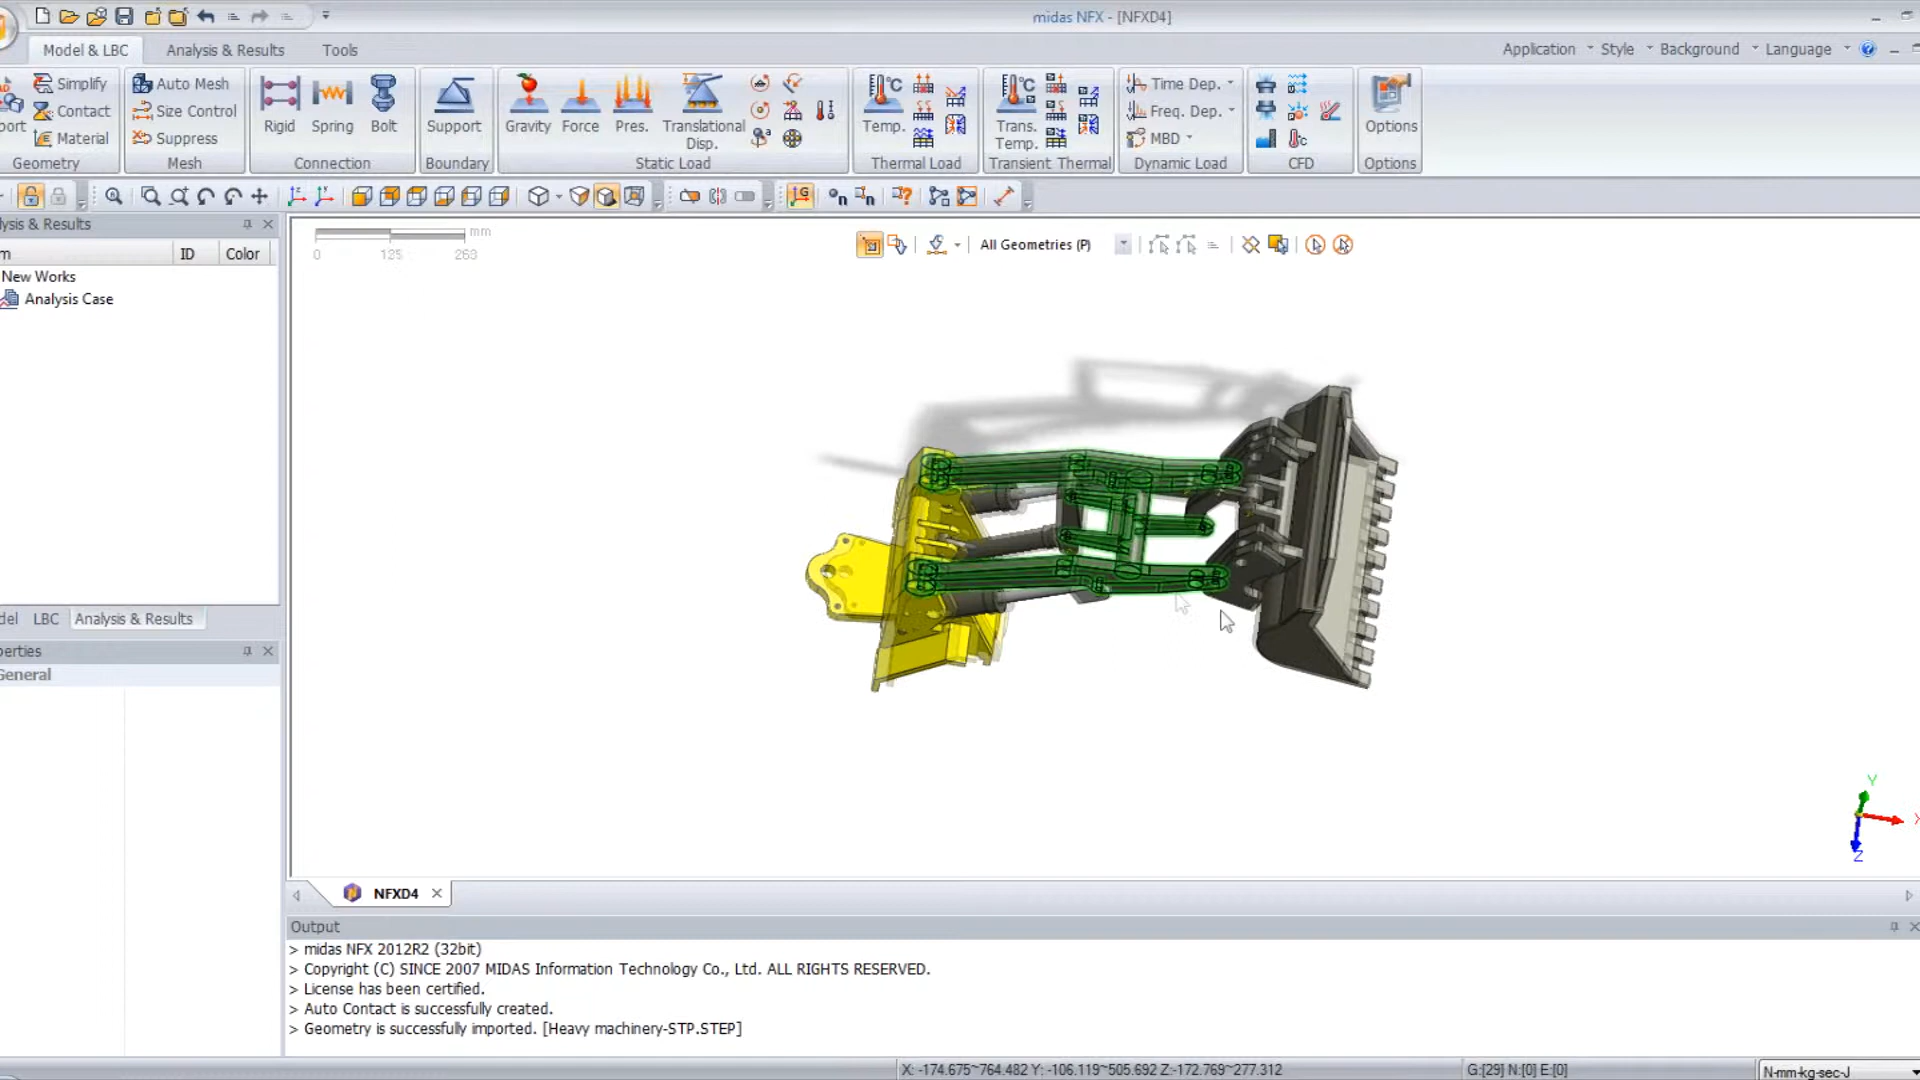 midas NFX - [NFXD4]
Model & LBC Analysis & Results Tools
Application Style Background Language
Simplify
Contact
Material
Geometry
Auto Mesh
Size Control
Suppress
Mesh
Rigid Spring Bolt
Connection
Support
Boundary
Gravity Force Pres. Translational Disp.
Static Load
Temp.
Thermal Load
Trans. Temp.
Transient Thermal
Time Dep.
Freq. Dep.
MBD
Dynamic Load
CFD
Options
Options
ysis & Results
m ID Color
New Works
Analysis Case
mm
0 135 269
All Geometries (P)
del LBC Analysis & Results
perties
General
Y
X
Z
NFXD4
Output
> midas NFX 2012R2 (32bit)
> Copyright (C) SINCE 2007 MIDAS Information Technology Co., Ltd. ALL RIGHTS RESERVED.
> License has been certified.
> Auto Contact is successfully created.
> Geometry is successfully imported. [Heavy machinery-STP.STEP]
X: -174.675~764.482 Y: -106.119~505.692 Z:-172.769~277.312 G:[29] N:[0] E:[0] N-mm-kg-sec-J